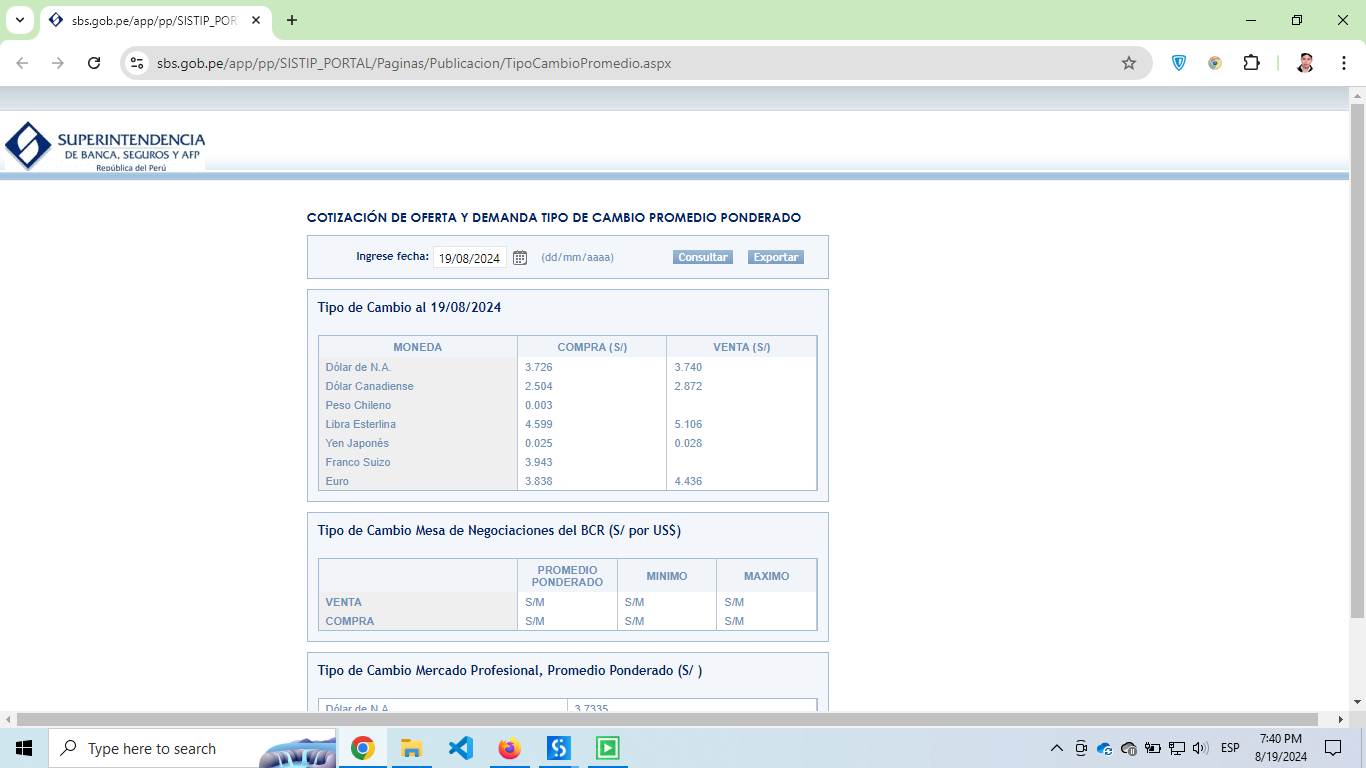 sbs.gob.pe/app/pp/SISTIP_POR
sbs.gob.pe/app/pp/SISTIP_PORTAL/Paginas/Publicacion/TipoCambioPromedio.aspx
SUPERINTENDENCIA
DE BANCA, SEGUROS Y AFP
República del Perú
COTIZACIÓN DE OFERTA Y DEMANDA TIPO DE CAMBIO PROMEDIO PONDERADO
Ingrese fecha: 19/08/2024 (dd/mm/aaaa) Consultar Exportar
Tipo de Cambio al 19/08/2024
MONEDA COMPRA (S/) VENTA (S/)
Dólar de N.A. 3.726 3.740
Dólar Canadiense 2.504 2.872
Peso Chileno 0.003
Libra Esterlina 4.599 5.106
Yen Japonés 0.025 0.028
Franco Suizo 3.943
Euro 3.838 4.436
Tipo de Cambio Mesa de Negociaciones del BCR (S/ por US$)
PROMEDIO PONDERADO MINIMO MAXIMO
VENTA S/M S/M S/M
COMPRA S/M S/M S/M
Tipo de Cambio Mercado Profesional, Promedio Ponderado (S/ )
Dólar de N.A. 3.7335
Type here to search
ESP
7:40 PM
8/19/2024